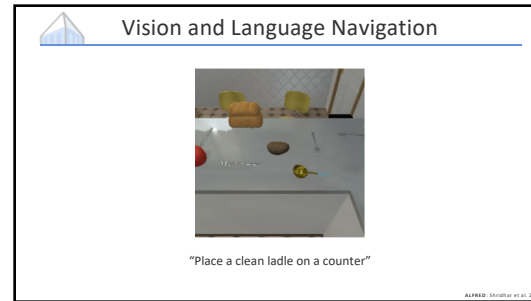 Vision and Language Navigation
“Place a clean ladle on a counter”
ALFRED: Shridhar et al.